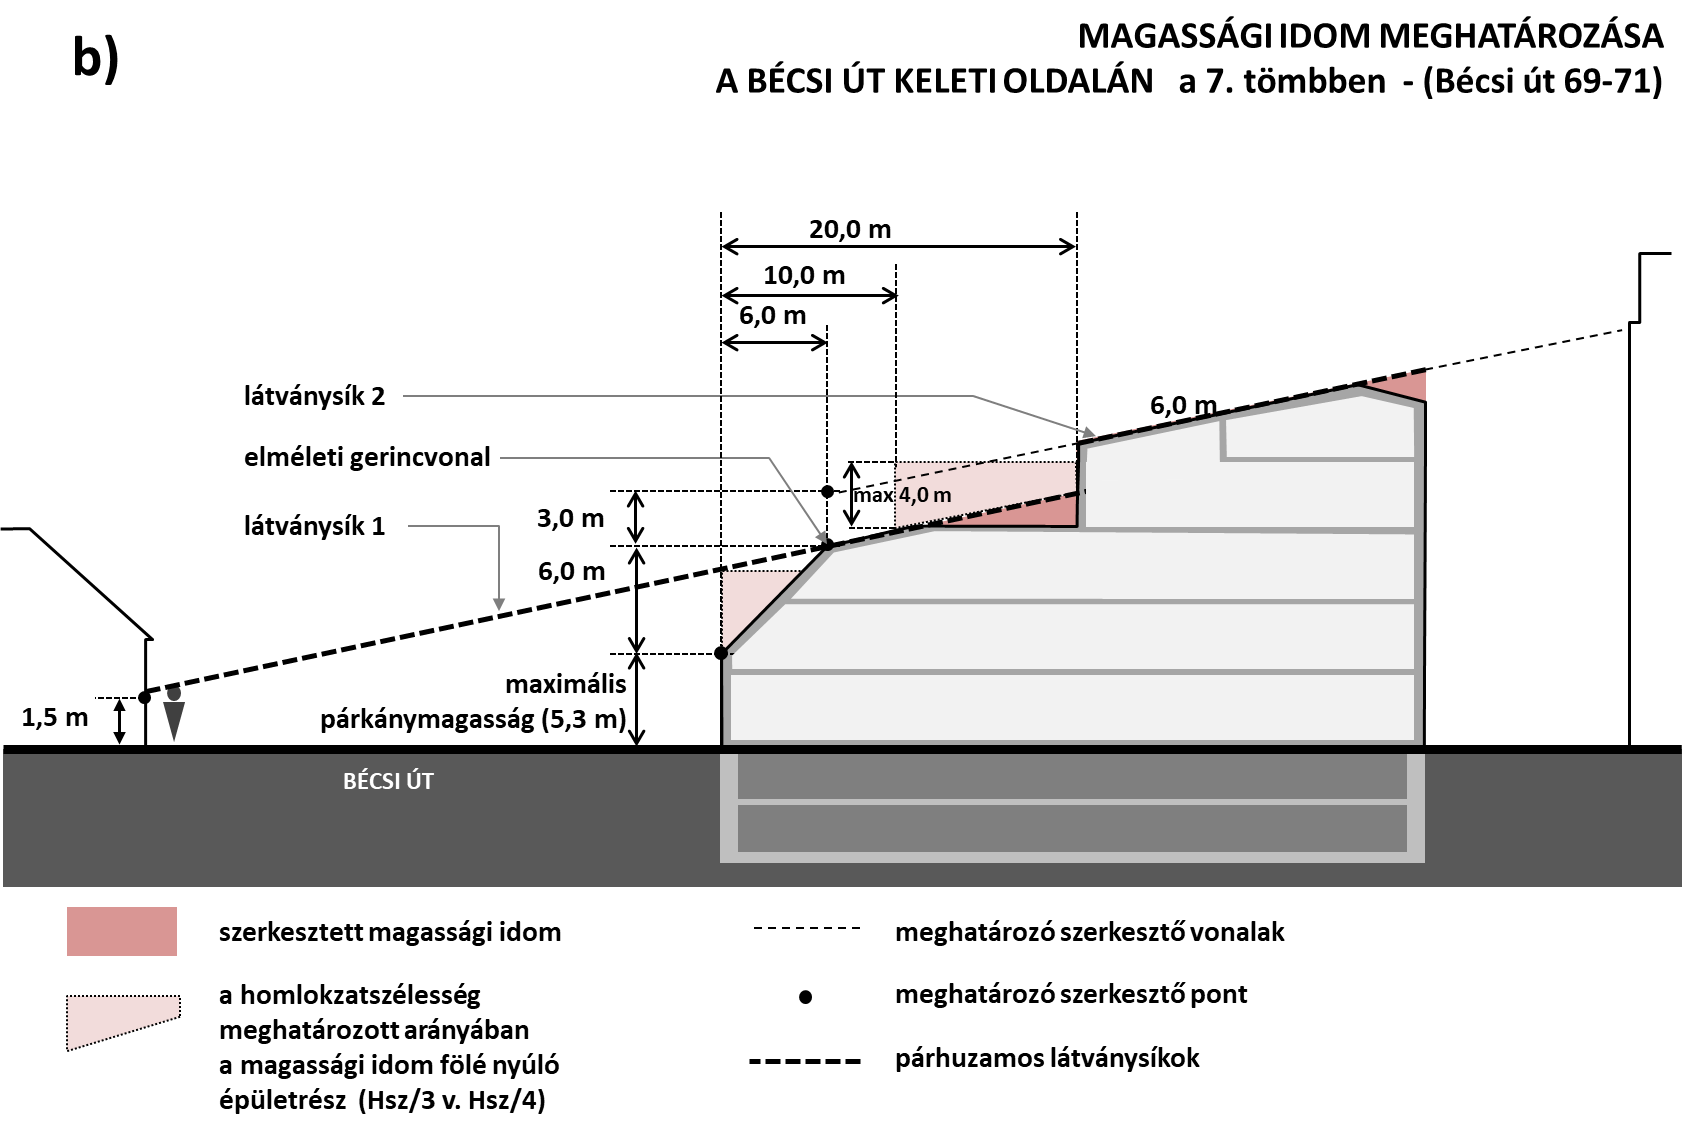 b)
MAGASSÁGI IDOM MEGHATÁROZÁSA
A BÉCSI ÚT KELETI OLDALÁN a 7. tömbben - (Bécsi út 69-71)
20,0 m
10,0 m
6,0 m
látványsík 2
6,0 m
elméleti gerincvonal
max 4,0 m
3,0 m
látványsík 1
6,0 m
maximális
párkánymagasság (5,3 m)
1,5 m
BÉCSI ÚT
szerkesztett magassági idom
a homlokzatszélesség
meghatározott arányában
a magassági idom fölé nyúló
épületrész (Hsz/3 v. Hsz/4)
meghatározó szerkesztő vonalak
meghatározó szerkesztő pont
párhuzamos látványsíkok